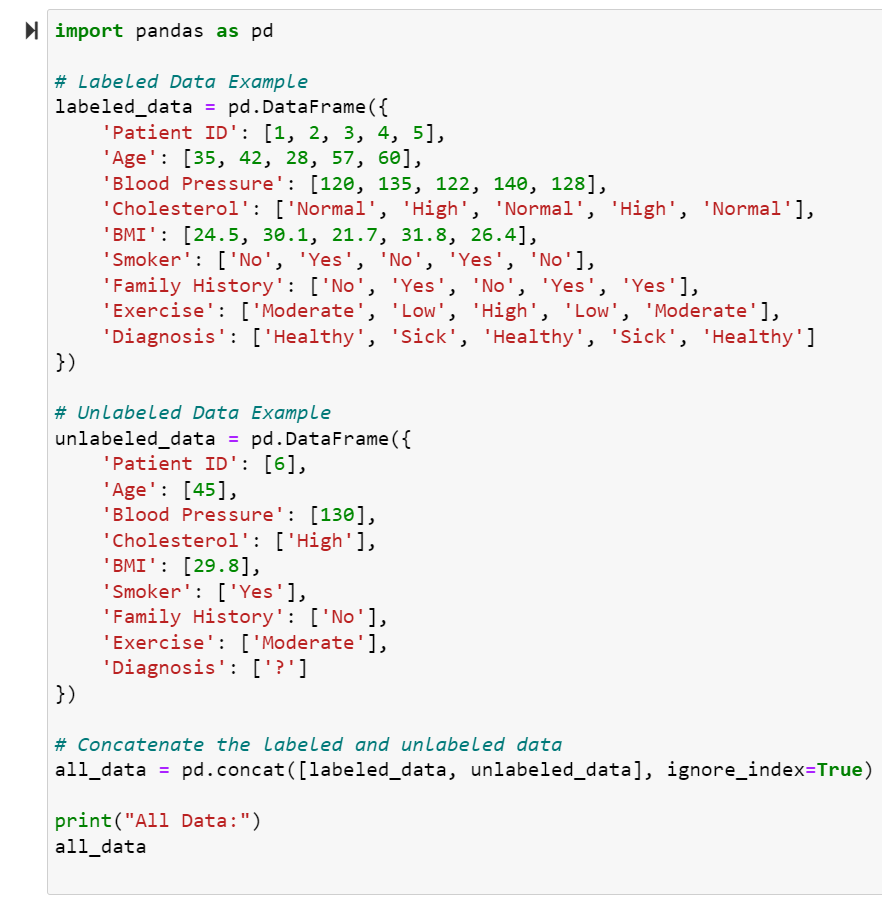 import pandas as pd
# Labeled Data Example
labeled_data = pd.DataFrame({
    'Patient ID': [1, 2, 3, 4, 5],
    'Age': [35, 42, 28, 57, 60],
    'Blood Pressure': [120, 135, 122, 140, 128],
    'Cholesterol': ['Normal', 'High', 'Normal', 'High', 'Normal'],
    'BMI': [24.5, 30.1, 21.7, 31.8, 26.4],
    'Smoker': ['No', 'Yes', 'No', 'Yes', 'No'],
    'Family History': ['No', 'Yes', 'No', 'Yes', 'Yes'],
    'Exercise': ['Moderate', 'Low', 'High', 'Low', 'Moderate'],
    'Diagnosis': ['Healthy', 'Sick', 'Healthy', 'Sick', 'Healthy']
})
# Unlabeled Data Example
unlabeled_data = pd.DataFrame({
    'Patient ID': [6],
    'Age': [45],
    'Blood Pressure': [130],
    'Cholesterol': ['High'],
    'BMI': [29.8],
    'Smoker': ['Yes'],
    'Family History': ['No'],
    'Exercise': ['Moderate'],
    'Diagnosis': ['?']
})
# Concatenate the labeled and unlabeled data
all_data = pd.concat([labeled_data, unlabeled_data], ignore_index=True)
print("All Data:")
all_data